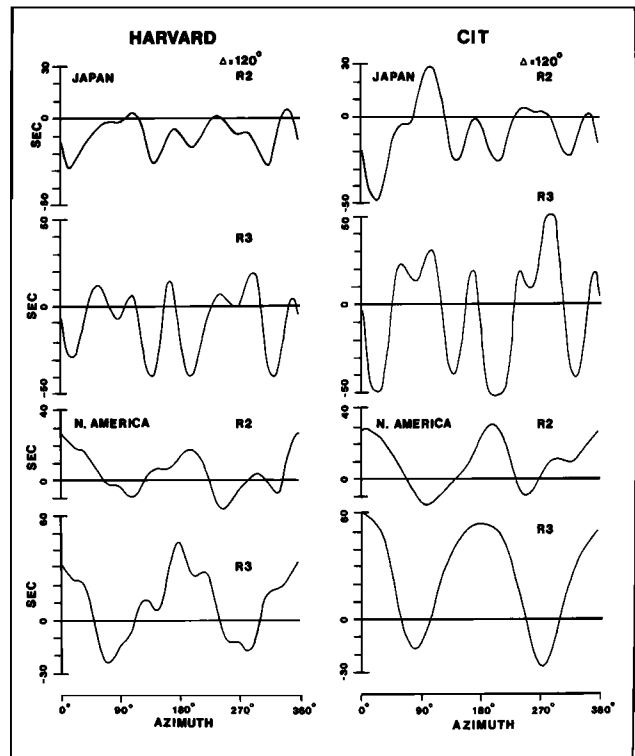 HARVARD CIT
Δ=120° Δ=120°
JAPAN R2 JAPAN R2
30 30
SEC 0 0
-50 -50
R3 R3
50 50
SEC 0 0
-50 -50
N. AMERICA R2 N. AMERICA R2
40 40
SEC 0 0
R3 R3
60 60
SEC 0 0
-30 -30
0° 90° 180° 270° 360° 0° 90° 180° 270° 360°
AZIMUTH AZIMUTH